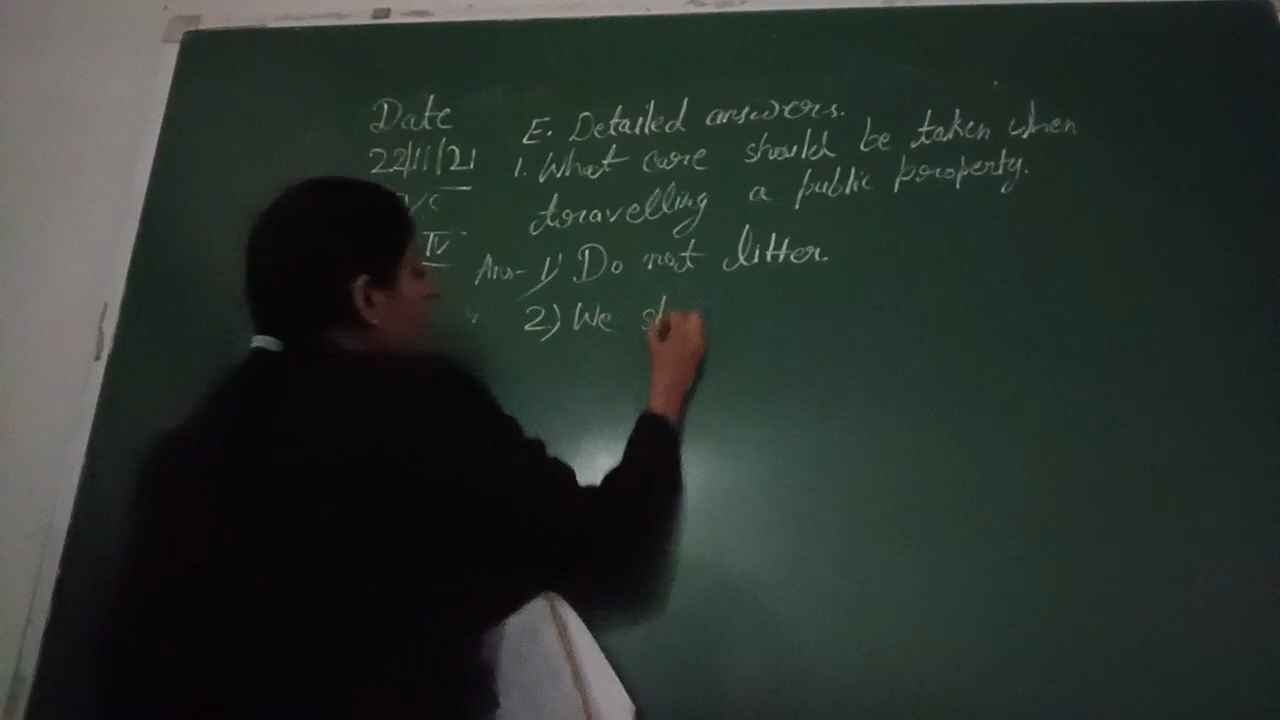 Date
22/11/21
IV
E. Detailed answers.
1. What care should be taken when
travelling a public property.
Ans- 1) Do not litter.
2) We